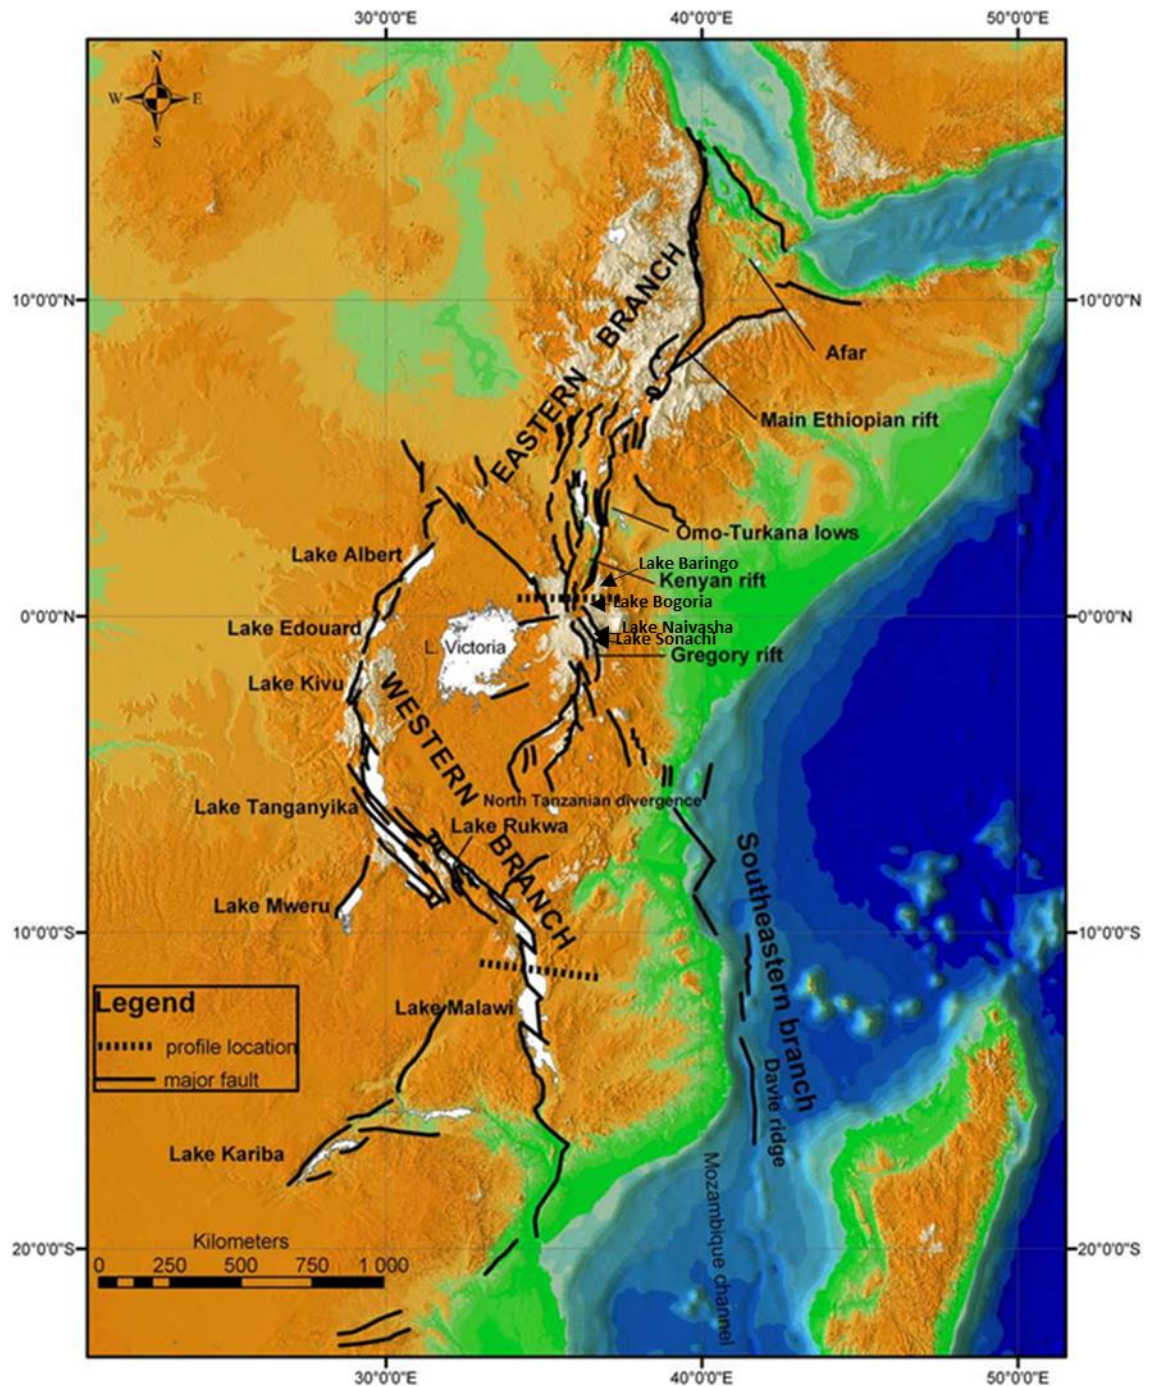 30°0'0"E 40°0'0"E 50°0'0"E
N
W E
S
10°0'0"N 10°0'0"N
EASTERN BRANCH
Afar
Main Ethiopian rift
Omo-Turkana lows
Lake Albert
Lake Baringo
Kenyan rift
Lake Bogoria
0°0'0"N 0°0'0"N
Lake Edouard
Lake Naivasha
Lake Sonachi
L. Victoria
Gregory rift
Lake Kivu
WESTERN BRANCH
North Tanzanian divergence
Lake Tanganyika
Lake Rukwa
Southeastern branch
Lake Mweru
10°0'0"S 10°0'0"S
Legend
profile location
major fault
Lake Malawi
Davie ridge
Lake Kariba
Mozambique channel
20°0'0"S 20°0'0"S
Kilometers
0 250 500 750 1 000
30°0'0"E 40°0'0"E 50°0'0"E